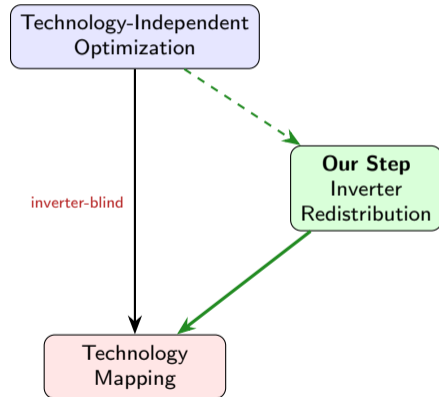 Technology-Independent
Optimization
Our Step
Inverter
Redistribution
inverter-blind
Technology
Mapping